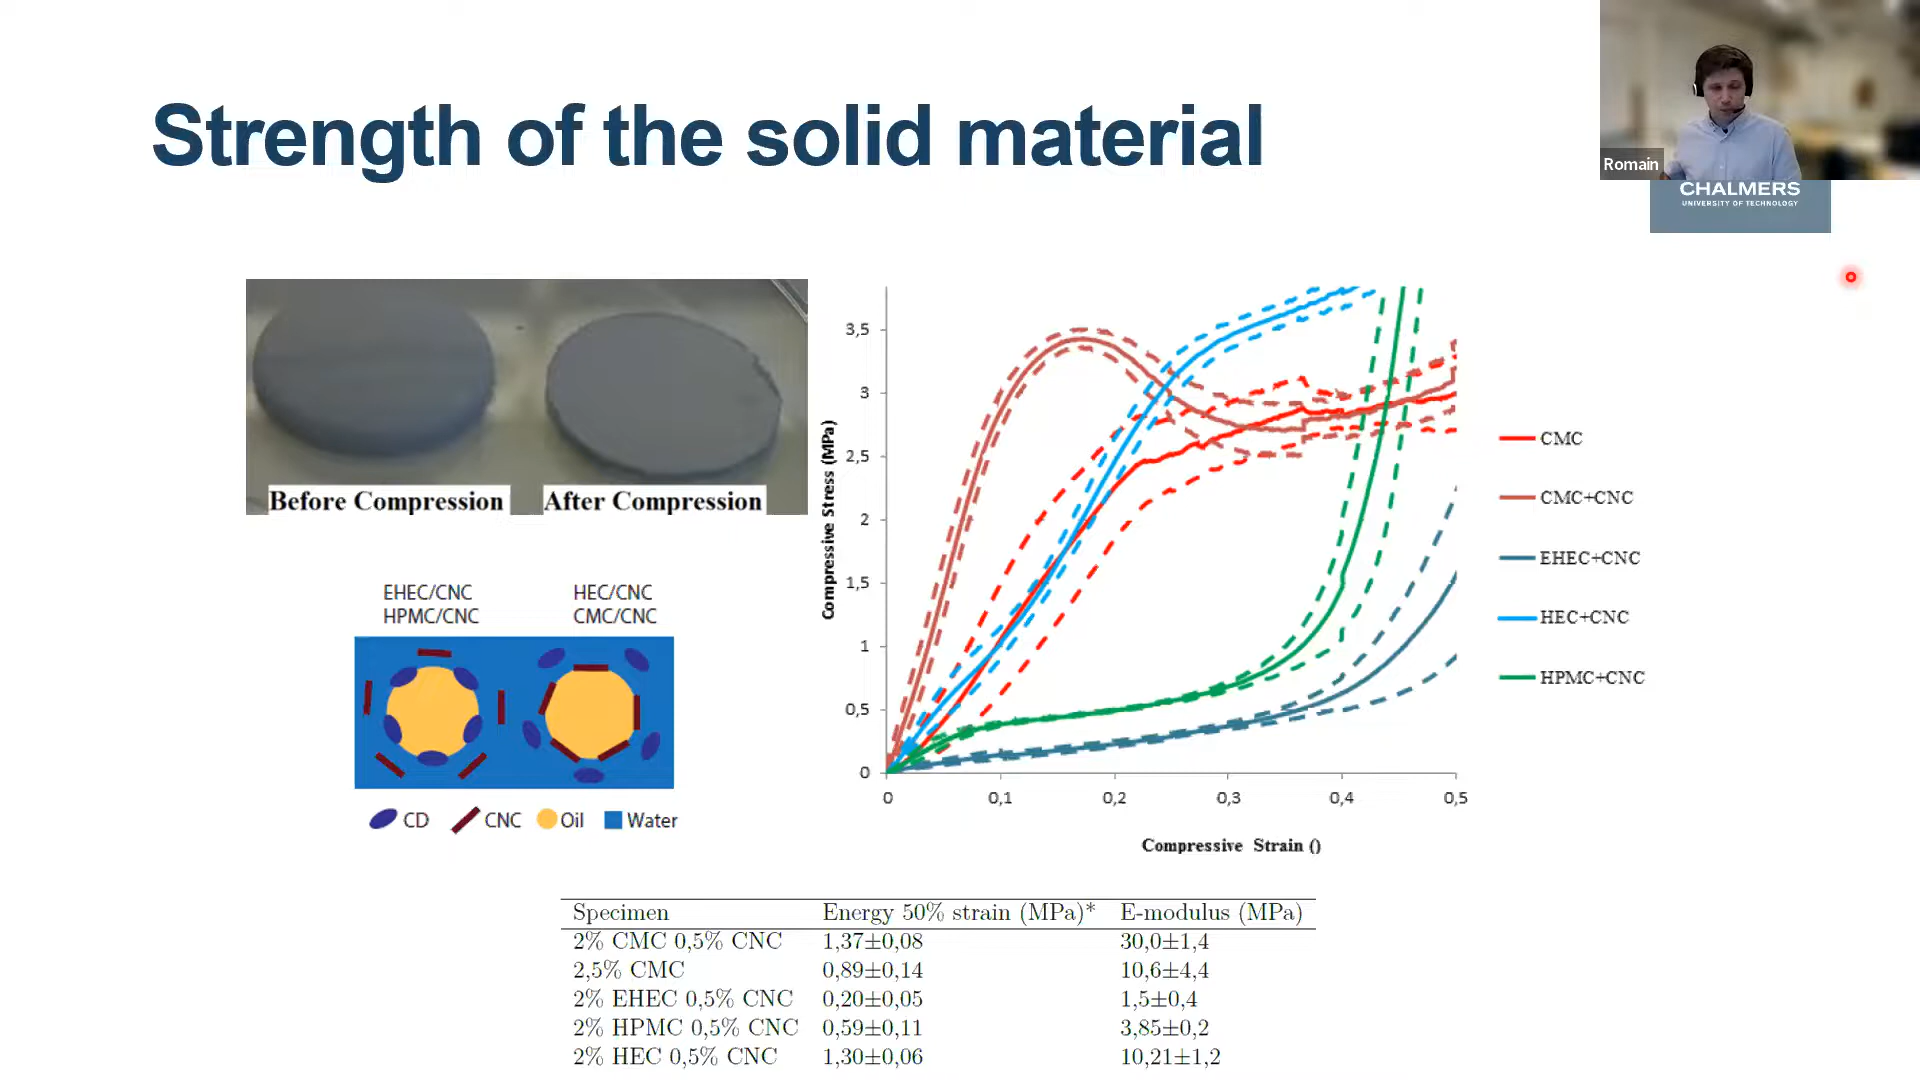 Strength of the solid material
Romain
CHALMERS
UNIVERSITY OF TECHNOLOGY
Before Compression
After Compression
EHEC/CNC
HPMC/CNC
HEC/CNC
CMC/CNC
CD
CNC
Oil
Water
Compressive Stress (MPa)
3,5
3
2,5
2
1,5
1
0,5
0
0
0,1
0,2
0,3
0,4
0,5
Compressive Strain ()
CMC
CMC+CNC
EHEC+CNC
HEC+CNC
HPMC+CNC
Specimen Energy 50% strain (MPa)* E-modulus (MPa)
2% CMC 0,5% CNC 1,37±0,08 30,0±1,4
2,5% CMC 0,89±0,14 10,6±4,4
2% EHEC 0,5% CNC 0,20±0,05 1,5±0,4
2% HPMC 0,5% CNC 0,59±0,11 3,85±0,2
2% HEC 0,5% CNC 1,30±0,06 10,21±1,2